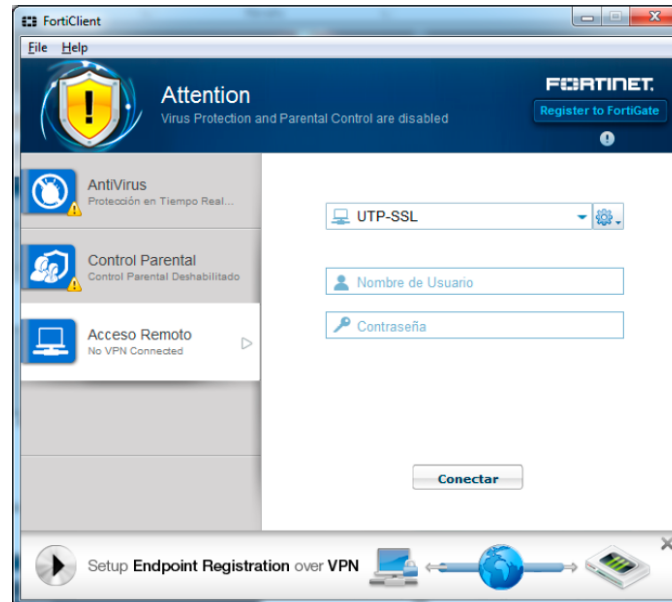 FortiClient
File Help
Attention
Virus Protection and Parental Control are disabled
FORTINET.
Register to FortiGate
AntiVirus
Protección en Tiempo Real...
Control Parental
Control Parental Deshabilitado
Acceso Remoto
No VPN Connected
UTP-SSL
Nombre de Usuario
Contraseña
Conectar
Setup Endpoint Registration over VPN